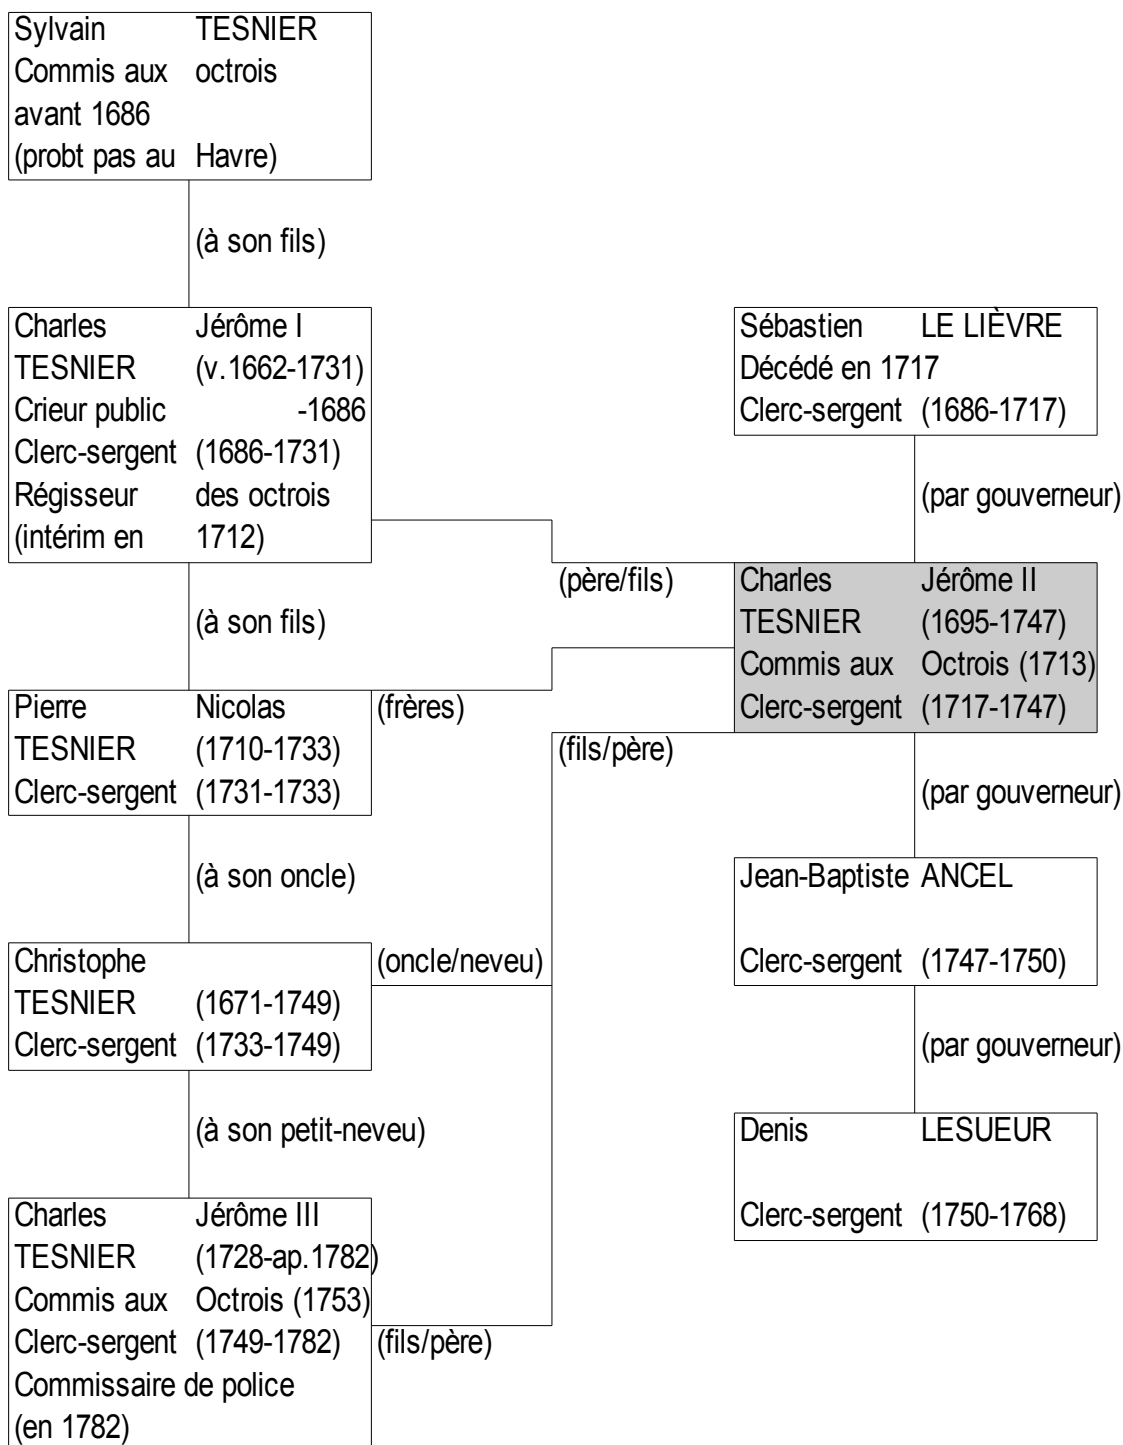 Sylvain TESNIER
Commis aux octrois
avant 1686
(probt pas au Havre)
(à son fils)
Charles Jérôme I
TESNIER (v.1662-1731)
Crieur public -1686
Clerc-sergent (1686-1731)
Régisseur des octrois
(intérim en 1712)
Sébastien LE LIÈVRE
Décédé en 1717
Clerc-sergent (1686-1717)
(par gouverneur)
(père/fils)
Charles Jérôme II
TESNIER (1695-1747)
Commis aux Octrois (1713)
Clerc-sergent (1717-1747)
(à son fils)
Pierre Nicolas
TESNIER (1710-1733)
Clerc-sergent (1731-1733)
(frères)
(fils/père)
(par gouverneur)
(à son oncle)
Jean-Baptiste ANCEL
Clerc-sergent (1747-1750)
Christophe
TESNIER (1671-1749)
Clerc-sergent (1733-1749)
(oncle/neveu)
(par gouverneur)
(à son petit-neveu)
Denis LESUEUR
Clerc-sergent (1750-1768)
Charles Jérôme III
TESNIER (1728-ap.1782)
Commis aux Octrois (1753)
Clerc-sergent (1749-1782)
Commissaire de police
(en 1782)
(fils/père)